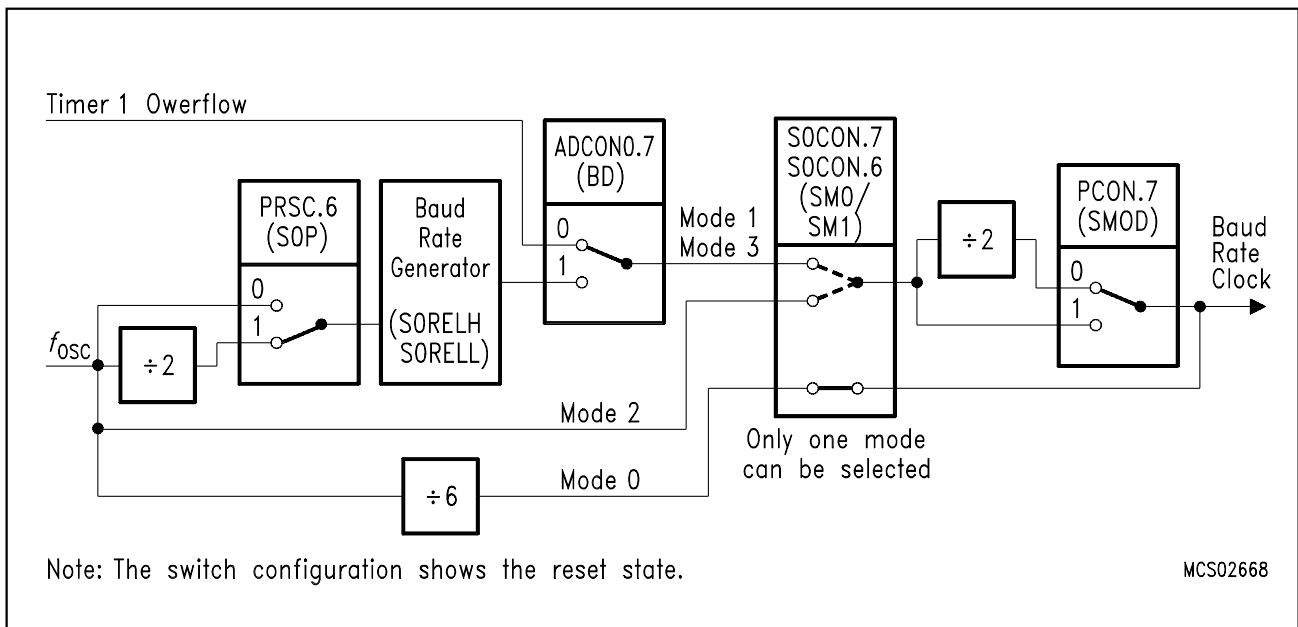 Timer 1 Owerflow
ADCON0.7
(BD)
0
1
PRSC.6
(S0P)
0
1
Baud
Rate
Generator
(S0RELH
S0RELL)
Mode 1
Mode 3
S0CON.7
S0CON.6
(SM0/
SM1)
÷2
PCON.7
(SMOD)
0
1
Baud
Rate
Clock
fOSC
÷2
Mode 2
Only one mode
can be selected
÷6
Mode 0
Note: The switch configuration shows the reset state.
MCS02668